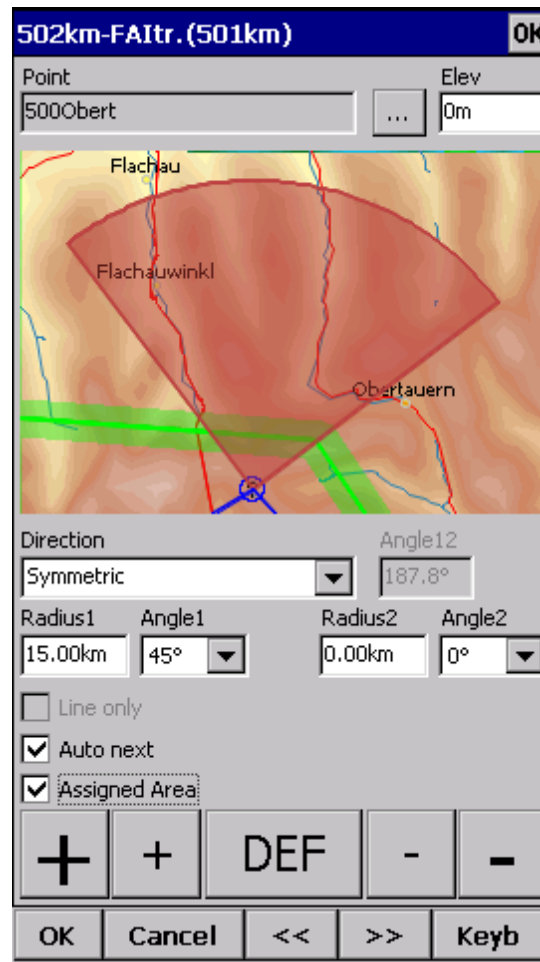 502km-FAItr.(501km) OK
Point Elev
500Obert ... 0m
Flachau
Flachauwinkl
Obertauern
Direction Angle12
Symmetric 187.8°
Radius1 Angle1 Radius2 Angle2
15.00km 45° 0.00km 0°
Line only
Auto next
Assigned Area
+ + DEF - -
OK Cancel << >> Keyb